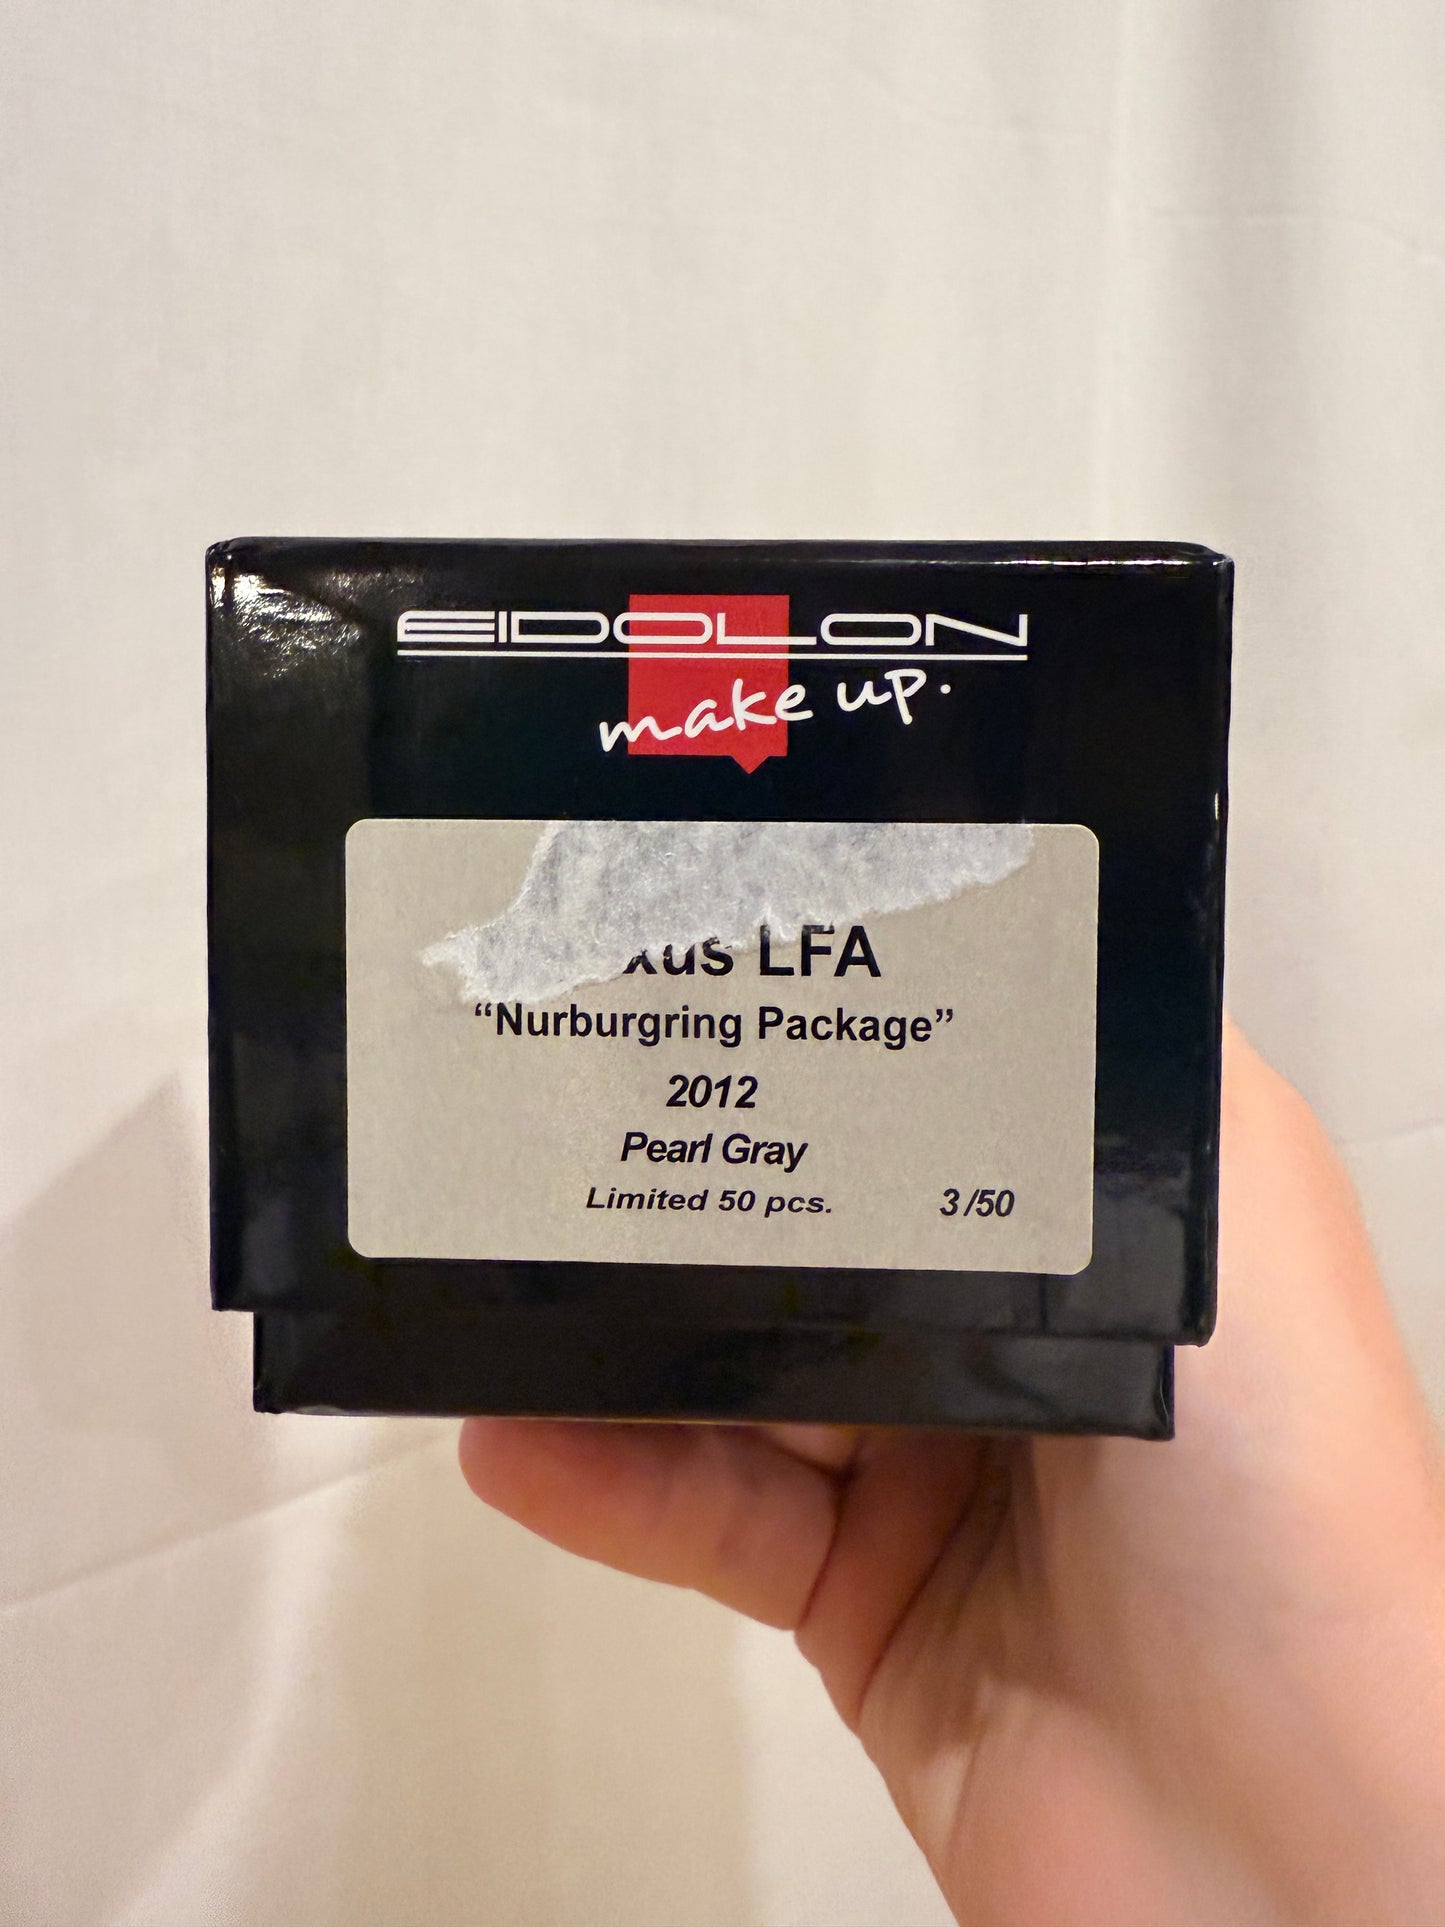 EIDOLON
make up.
xus LFA
“Nurburgring Package”
2012
Pearl Gray
Limited 50 pcs. 3/50